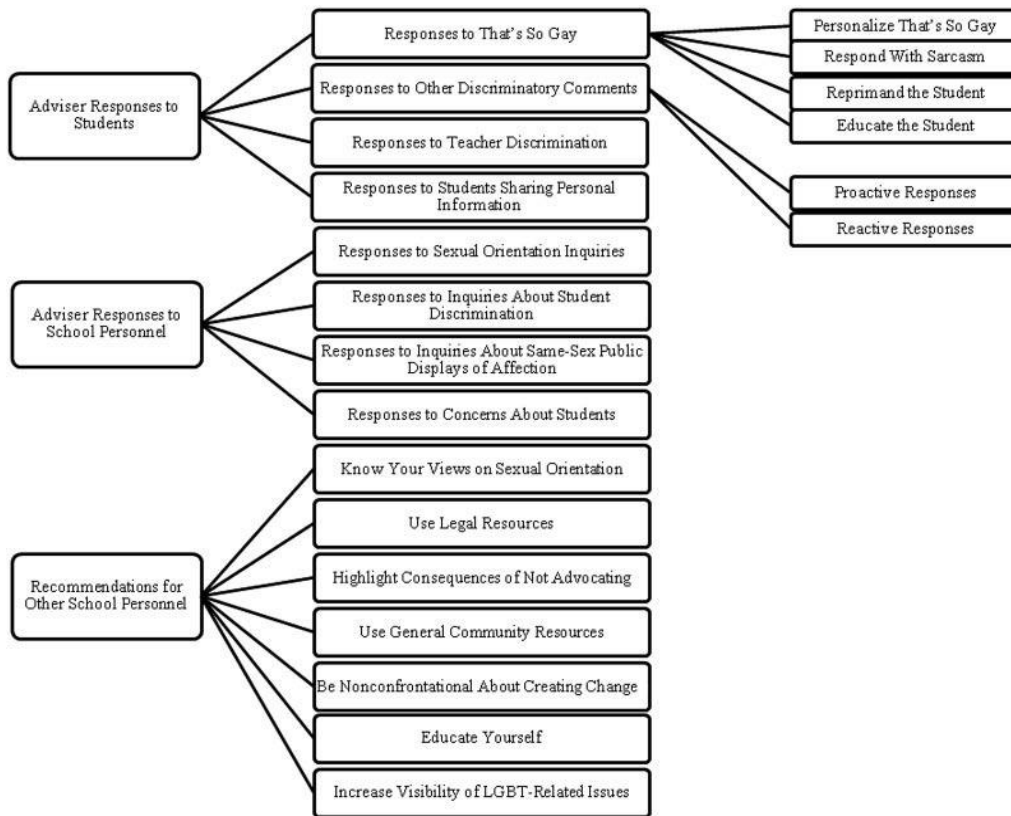 Adviser Responses to
Students
Responses to That's So Gay
Responses to Other Discriminatory Comments
Responses to Teacher Discrimination
Responses to Students Sharing Personal
Information
Personalize That's So Gay
Respond With Sarcasm
Reprimand the Student
Educate the Student
Proactive Responses
Reactive Responses
Adviser Responses to
School Personnel
Responses to Sexual Orientation Inquiries
Responses to Inquiries About Student
Discrimination
Responses to Inquiries About Same-Sex Public
Displays of Affection
Responses to Concerns About Students
Recommendations for
Other School Personnel
Know Your Views on Sexual Orientation
Use Legal Resources
Highlight Consequences of Not Advocating
Use General Community Resources
Be Nonconfrontational About Creating Change
Educate Yourself
Increase Visibility of LGBT-Related Issues